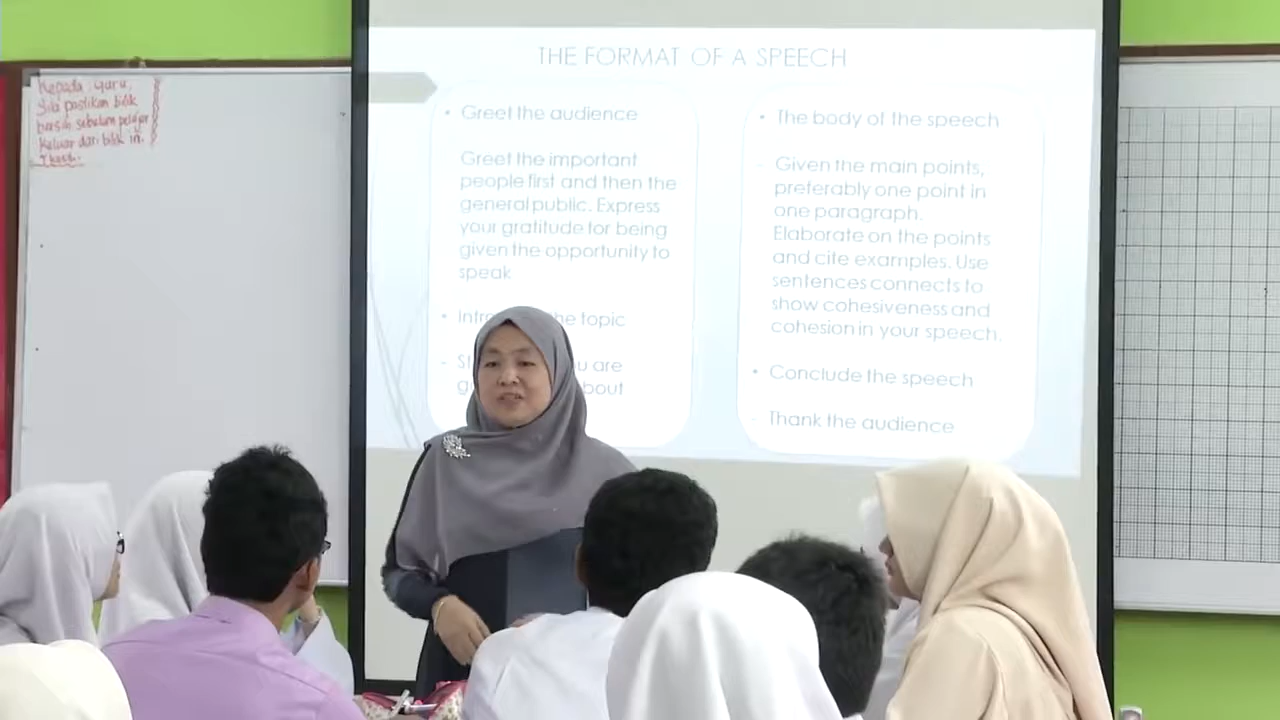 Kepada Guru,
Sila pastikan bilik
bersih sebelum pelajar
keluar dari bilik ini.
THE FORMAT OF A SPEECH
• Greet the audience
Greet the important
people first and then the
general public. Express
your gratitude for being
given the opportunity to
speak
• the topic
- are
about
• The body of the speech
- Given the main points,
preferably one point in
one paragraph.
Elaborate on the points
and cite examples. Use
sentences connects to
show cohesiveness and
cohesion in your speech.
• Conclude the speech
- Thank the audience